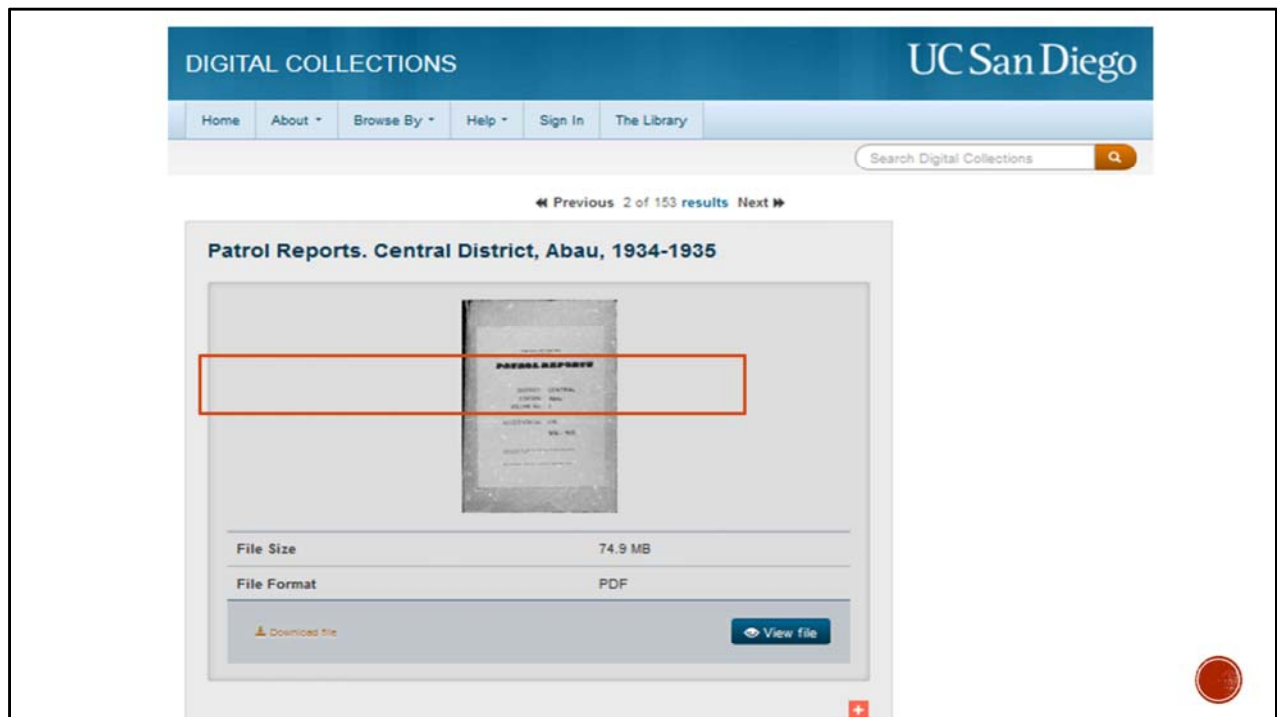 DIGITAL COLLECTIONS
UC San Diego
Home About Browse By Help Sign In The Library
Search Digital Collections
Previous 2 of 153 results Next
Patrol Reports. Central District, Abau, 1934-1935
PATROL REPORTS
File Size 74.9 MB
File Format PDF
Download file
View file